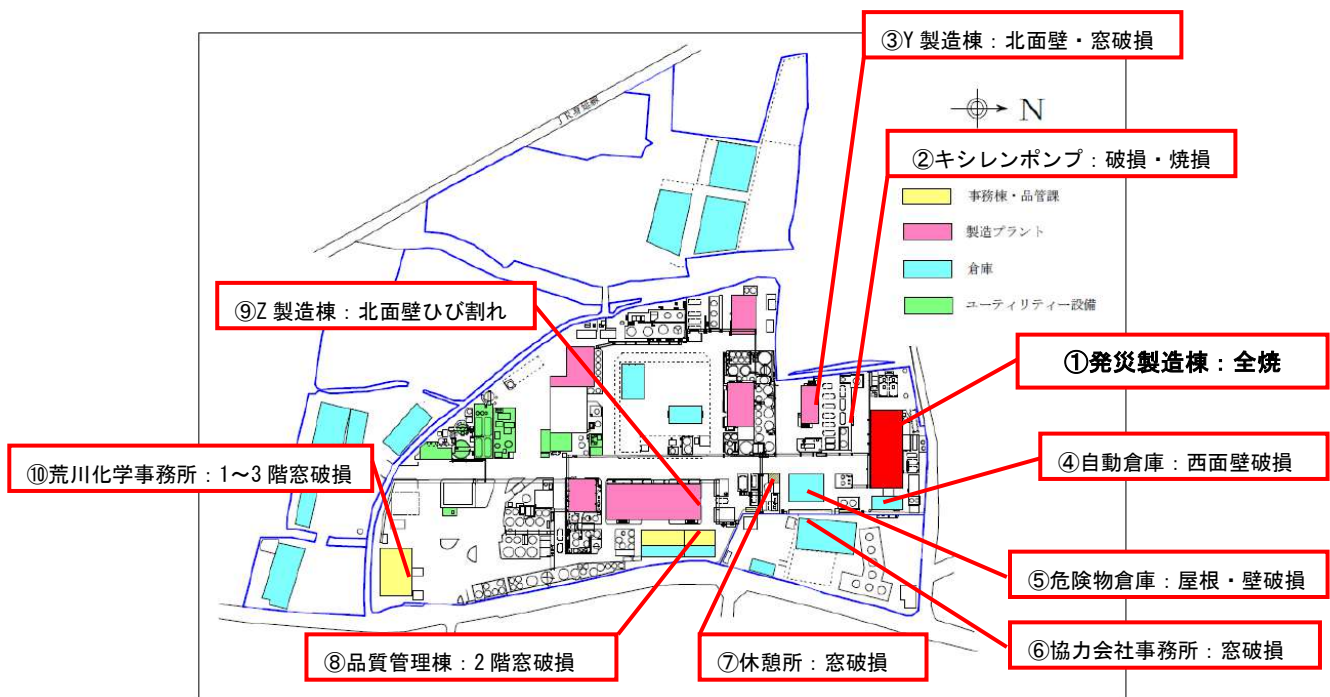 ③Y 製造棟：北面壁・窓破損
JR身延線
N
②キシレンポンプ：破損・焼損
事務棟・品管課
製造プラント
倉庫
ユーティリティー設備
⑨Z 製造棟：北面壁ひび割れ
①発災製造棟：全焼
④自動倉庫：西面壁破損
⑩荒川化学事務所：1～3 階窓破損
⑤危険物倉庫：屋根・壁破損
⑥協力会社事務所：窓破損
⑧品質管理棟：2 階窓破損
⑦休憩所：窓破損